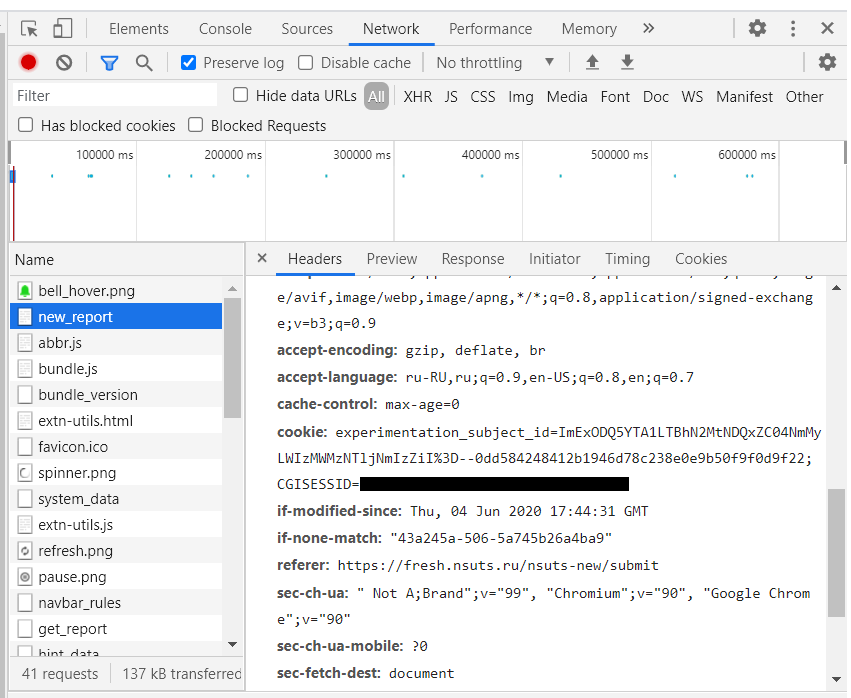 Elements Console Sources Network Performance Memory
Preserve log Disable cache No throttling
Filter Hide data URLs All XHR JS CSS Img Media Font Doc WS Manifest Other
Has blocked cookies Blocked Requests
100000 ms 200000 ms 300000 ms 400000 ms 500000 ms 600000 ms
Name
bell_hover.png
new_report
abbr.js
bundle.js
bundle_version
extn-utils.html
favicon.ico
spinner.png
system_data
extn-utils.js
refresh.png
pause.png
navbar_rules
get_report
hint_data
41 requests 137 kB transferred
Headers Preview Response Initiator Timing Cookies
e/avif,image/webp,image/apng,*/*;q=0.8,application/signed-exchang
e;v=b3;q=0.9
accept-encoding: gzip, deflate, br
accept-language: ru-RU,ru;q=0.9,en-US;q=0.8,en;q=0.7
cache-control: max-age=0
cookie: experimentation_subject_id=ImExODQ5YTA1LTBhN2MtNDQxZC04NmMy
LWIzMWMzNTljNmIzZiI%3D--0dd584248412b1946d78c238e0e9b50f9f0d9f22;
CGISESSID=
if-modified-since: Thu, 04 Jun 2020 17:44:31 GMT
if-none-match: "43a245a-506-5a745b26a4ba9"
referer: https://fresh.nsuts.ru/nsuts-new/submit
sec-ch-ua: " Not A;Brand";v="99", "Chromium";v="90", "Google Chrom
e";v="90"
sec-ch-ua-mobile: ?0
sec-fetch-dest: document